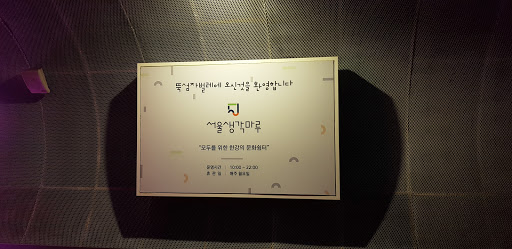 뚝섬자벌레에 오신것을 환영합니다
서울생각마루
"모두를 위한 한강의 문화쉼터"
운영시간 : 10:00 ~ 22:00
휴 관 일 : 매주 월요일